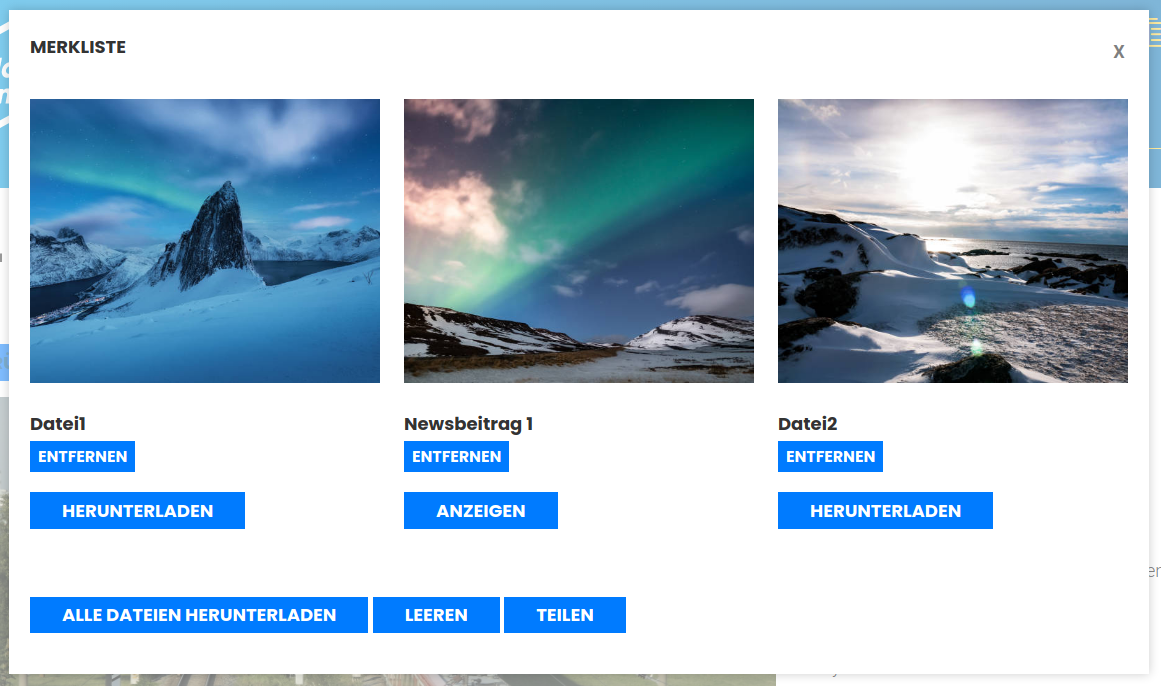 MERKLISTE
X
Datei1
Newsbeitrag 1
Datei2
ENTFERNEN
ENTFERNEN
ENTFERNEN
HERUNTERLADEN
ANZEIGEN
HERUNTERLADEN
ALLE DATEIEN HERUNTERLADEN
LEEREN
TEILEN